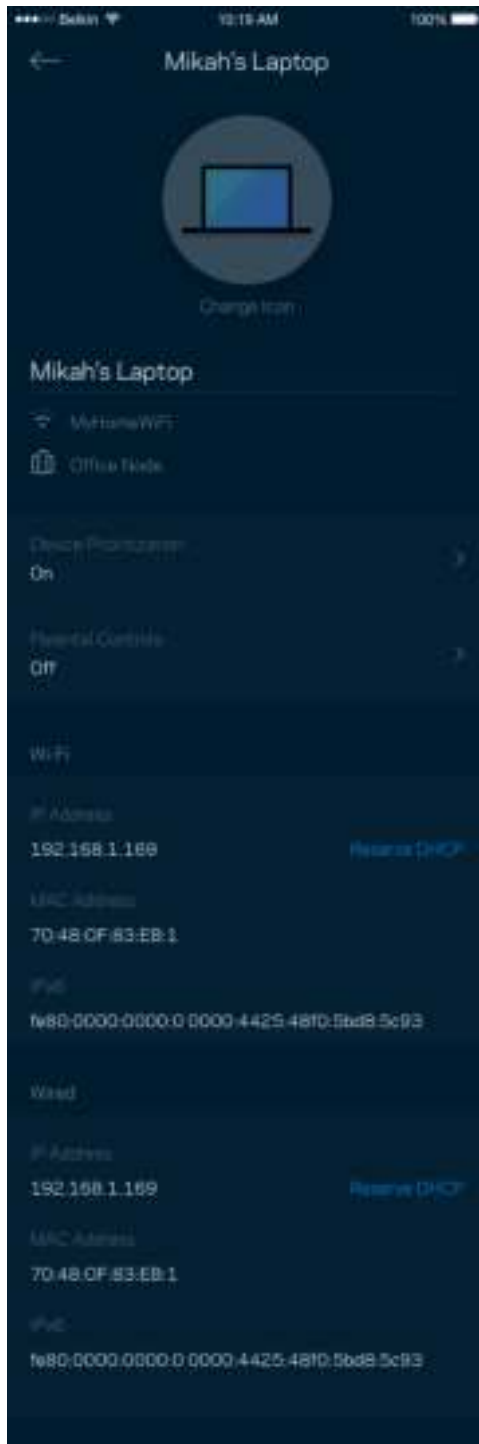 Belkin 10:19 AM 100%
Mikah's Laptop
Change Icon
Mikah's Laptop
MyHomeWiFi
Office Node
Device Prioritization
On
Parental Controls
Off
Wi-Fi
IP Address
192.168.1.169 Reserve DHCP
MAC Address
70:48:0F:83:EB:1
IPv6
fe80:0000:0000:0 0000:4425:48f0:5bd8:5c93
Wired
IP Address
192.168.1.169 Reserve DHCP
MAC Address
70:48:0F:83:EB:1
IPv6
fe80:0000:0000:0 0000:4425:48f0:5bd8:5c93